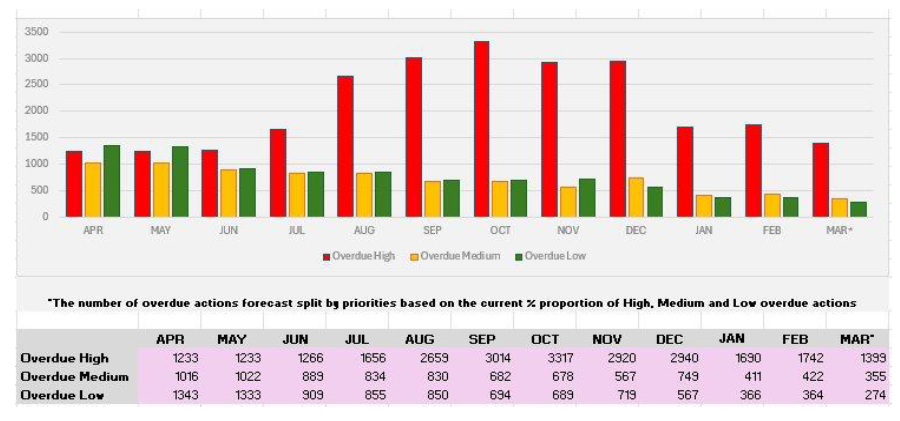 3500
3000
2500
2000
1500
1000
500
0
APR MAY JUN JUL AUG SEP OCT NOV DEC JAN FEB MAR*
Overdue High Overdue Medium Overdue Low
*The number of overdue actions forecast split by priorities based on the current % proportion of High, Medium and Low overdue actions
APR MAY JUN JUL AUG SEP OCT NOV DEC JAN FEB MAR*
Overdue High 1233 1233 1266 1656 2659 3014 3317 2920 2940 1690 1742 1399
Overdue Medium 1016 1022 889 834 830 682 678 567 749 411 422 355
Overdue Low 1343 1333 909 855 850 694 689 719 567 366 364 274